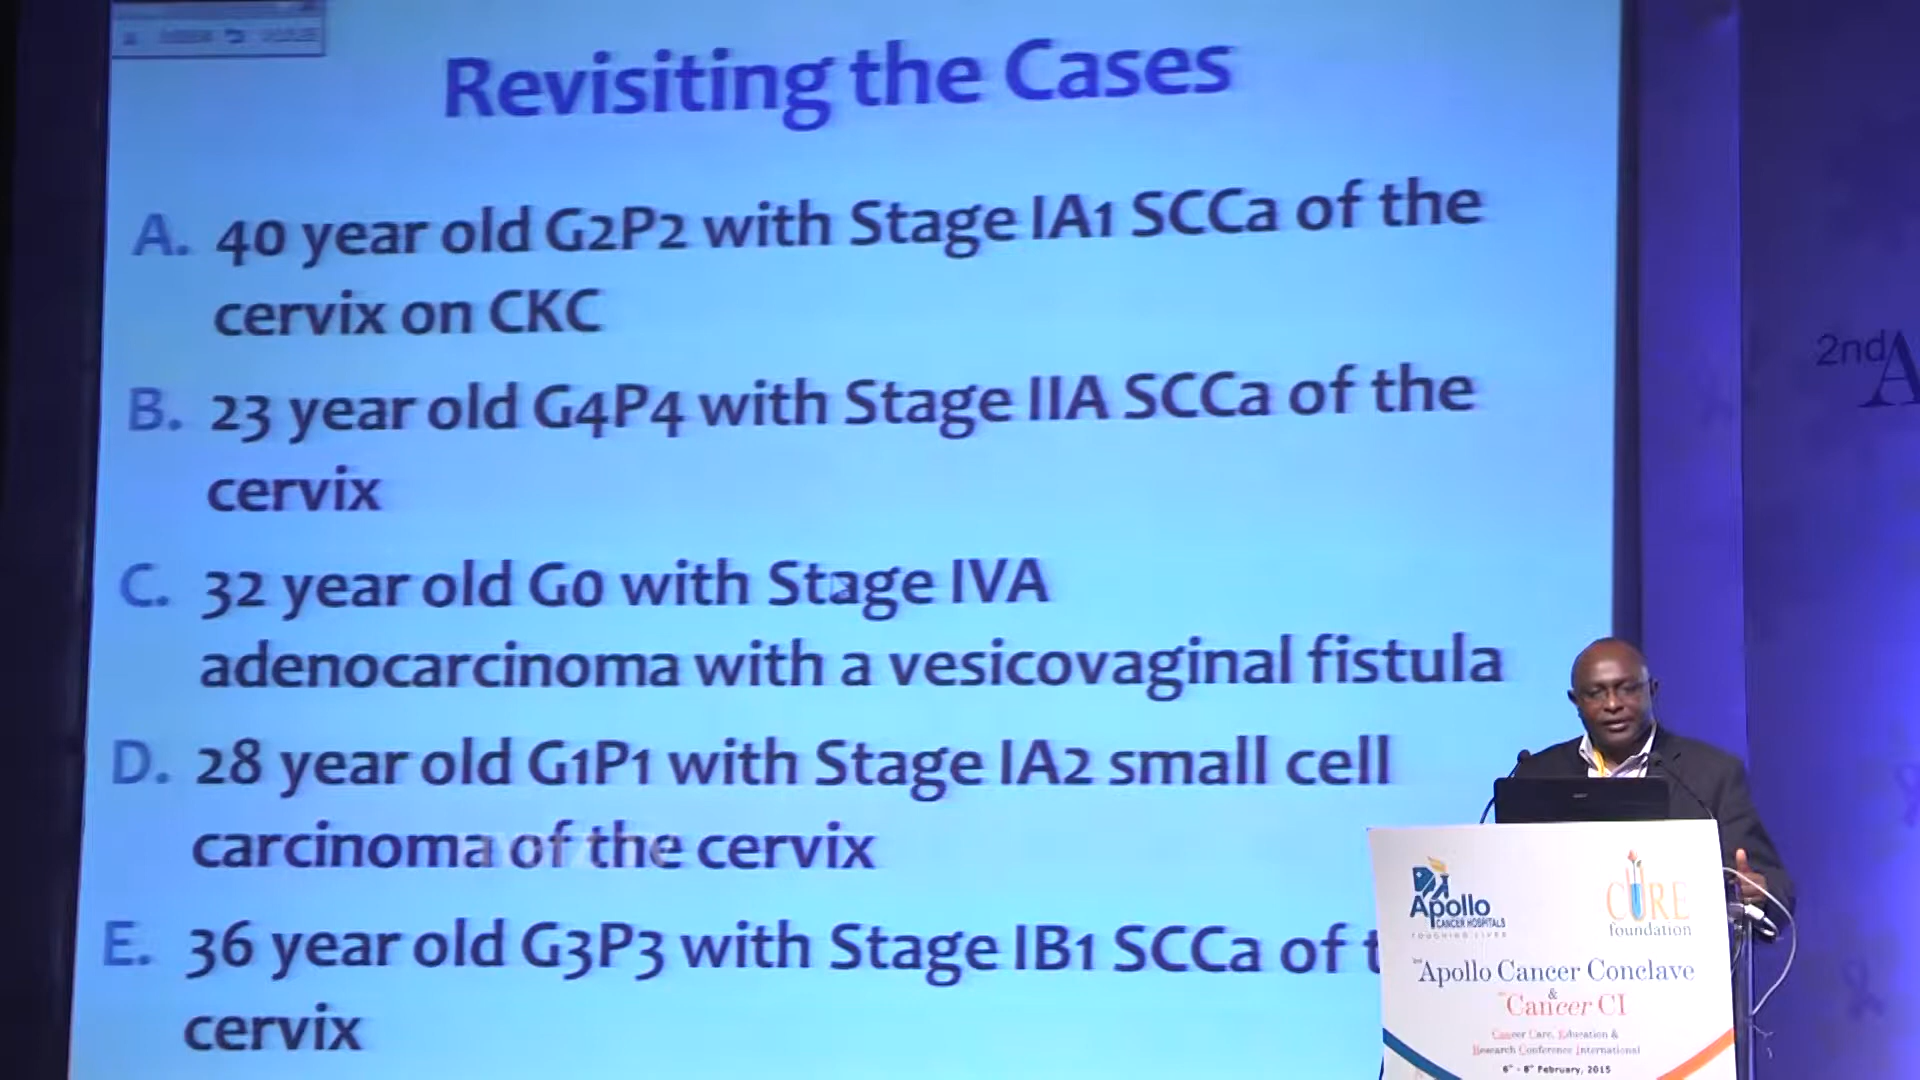 Revisiting the Cases
A. 40 year old G2P2 with Stage IA1 SCCa of the
cervix on CKC
B. 23 year old G4P4 with Stage IIA SCCa of the
cervix
C. 32 year old G0 with Stage IVA
adenocarcinoma with a vesicovaginal fistula
D. 28 year old G1P1 with Stage IA2 small cell
carcinoma of the cervix
E. 36 year old G3P3 with Stage IB1 SCCa of t
cervix
2nd A
Apollo
CANCER HOSPITALS
TOUCHING LIVES
CURE
foundation
Apollo Cancer Conclave
&
Cancer CI
Cancer Care, Education &
Research Conference International
6th - 8th February, 2015